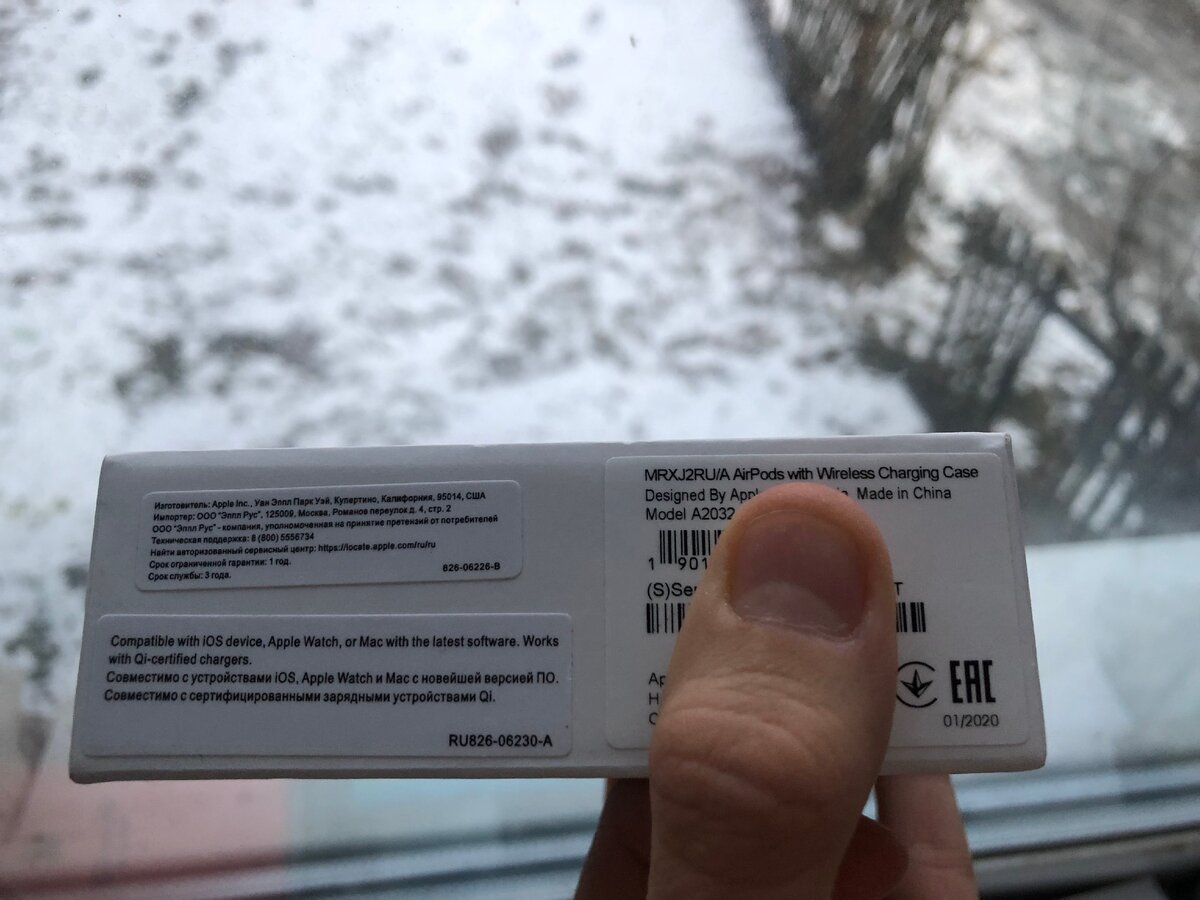 Изготовитель: Apple Inc., Уан Эппл Парк Уэй, Купертино, Калифорния, 95014, США
Импортер: ООО "Эппл Рус", 125009, Москва, Романов переулок д. 4, стр. 2
ООО "Эппл Рус" - компания, уполномоченная на принятие претензий от потребителей
Техническая поддержка: 8 (800) 5556734
Найти авторизованный сервисный центр: https://locate.apple.com/ru/ru
Срок ограниченной гарантии: 1 год.
Срок службы: 3 года.
826-06226-B
Compatible with iOS device, Apple Watch, or Mac with the latest software. Works
with Qi-certified chargers.
Совместимо с устройствами iOS, Apple Watch и Mac с новейшей версией ПО.
Совместимо с сертифицированными зарядными устройствами Qi.
RU826-06230-A
MRXJ2RU/A AirPods with Wireless Charging Case
Designed By Made in China
Model A2032
1 901
(S)
EAC
01/2020